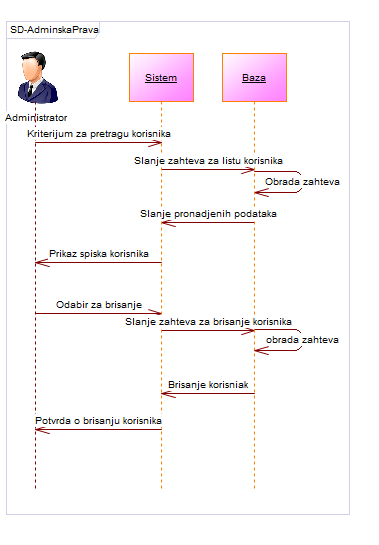 SD-AdminskaPrava
Sistem
Baza
Administrator
Kriterijum za pretragu korisnika
Slanje zahteva za listu korisnika
Obrada zahteva
Slanje pronadjenih podataka
Prikaz spiska korisnika
Odabir za brisanje
Slanje zahteva za brisanje korisnika
obrada zahteva
Brisanje korisniak
Potvrda o brisanju korisnika